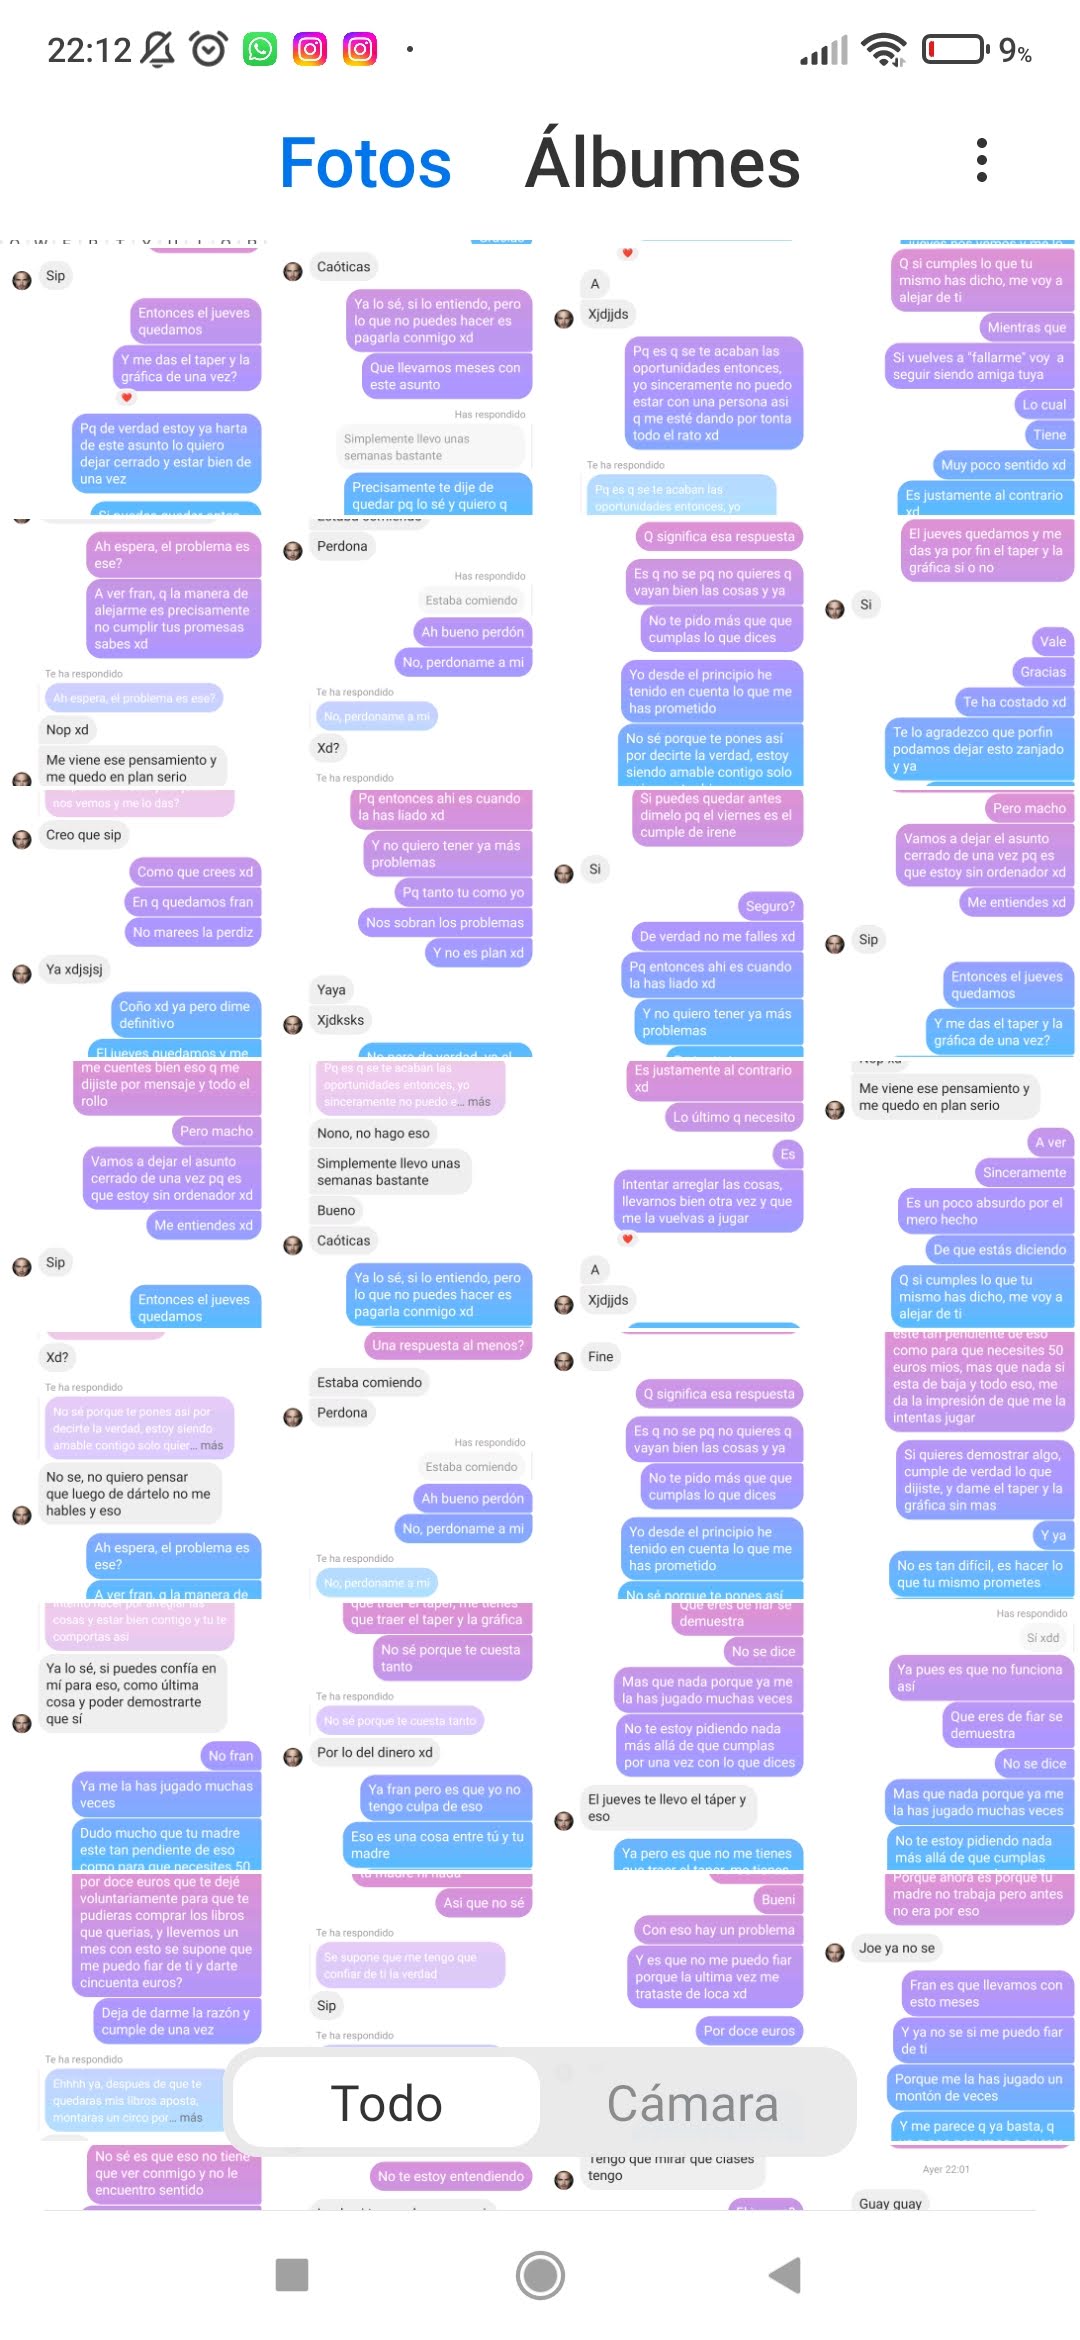 22:12
9%
Fotos
Álbumes
Sip
Entonces el jueves
quedamos
Y me das el taper y la
gráfica de una vez?
Pq de verdad estoy ya harta
de este asunto lo quiero
dejar cerrado y estar bien de
una vez
Si puedes quedar antes
Caóticas
Ya lo sé, si lo entiendo, pero
lo que no puedes hacer es
pagarla conmigo xd
Que llevamos meses con
este asunto
Has respondido
Simplemente llevo unas
semanas bastante
Precisamente te dije de
quedar pq lo sé y quiero q
A
Xjdjjds
Pq es q se te acaban las
oportunidades entonces,
yo sinceramente no puedo
estar con una persona asi
q me esté dando por tonta
todo el rato xd
Te ha respondido
Pq es q se te acaban las
oportunidades entonces, yo
Q si cumples lo que tu
mismo has dicho, me voy a
alejar de ti
Mientras que
Si vuelves a "fallarme" voy a
seguir siendo amiga tuya
Lo cual
Tiene
Muy poco sentido xd
Es justamente al contrario
xd
Ah espera, el problema es
ese?
A ver fran, q la manera de
alejarme es precisamente
no cumplir tus promesas
sabes xd
Te ha respondido
Ah espera, el problema es ese?
Nop xd
Me viene ese pensamiento y
me quedo en plan serio
Estaba comiendo
Perdona
Has respondido
Estaba comiendo
Ah bueno perdón
No, perdoname a mi
Te ha respondido
No, perdoname a mi
Xd?
Te ha respondido
Q significa esa respuesta
Es q no se pq no quieres q
vayan bien las cosas y ya
No te pido más que que
cumplas lo que dices
Yo desde el principio he
tenido en cuenta lo que me
has prometido
No sé porque te pones así
por decirte la verdad, estoy
siendo amable contigo solo
El jueves quedamos y me
das ya por fin el taper y la
gráfica si o no
Si
Vale
Gracias
Te ha costado xd
Te lo agradezco que porfin
podamos dejar esto zanjado
y ya
nos vemos y me lo das?
Creo que sip
Como que crees xd
En q quedamos fran
No marees la perdiz
Ya xdjsjsj
Coño xd ya pero dime
definitivo
El jueves quedamos y me
Pq entonces ahi es cuando
la has liado xd
Y no quiero tener ya más
problemas
Pq tanto tu como yo
Nos sobran los problemas
Y no es plan xd
Yaya
Xjdksks
No pero de verdad, ya el
Si puedes quedar antes
dimelo pq el viernes es el
cumple de irene
Si
Seguro?
De verdad no me falles xd
Pq entonces ahi es cuando
la has liado xd
Y no quiero tener ya más
problemas
Pero macho
Vamos a dejar el asunto
cerrado de una vez pq es
que estoy sin ordenador xd
Me entiendes xd
Sip
Entonces el jueves
quedamos
Y me das el taper y la
gráfica de una vez?
me cuentes bien eso q me
dijiste por mensaje y todo el
rollo
Pero macho
Vamos a dejar el asunto
cerrado de una vez pq es
que estoy sin ordenador xd
Me entiendes xd
Sip
Entonces el jueves
quedamos
Pq es q se te acaban las
oportunidades entonces, yo
sinceramente no puedo e... más
Nono, no hago eso
Simplemente llevo unas
semanas bastante
Bueno
Caóticas
Ya lo sé, si lo entiendo, pero
lo que no puedes hacer es
pagarla conmigo xd
Es justamente al contrario
xd
Lo último q necesito
Es
Intentar arreglar las cosas,
llevarnos bien otra vez y que
me la vuelvas a jugar
A
Xjdjjds
Nop xd
Me viene ese pensamiento y
me quedo en plan serio
A ver
Sinceramente
Es un poco absurdo por el
mero hecho
De que estás diciendo
Q si cumples lo que tu
mismo has dicho, me voy a
alejar de ti
Xd?
Te ha respondido
No sé porque te pones así por
decirte la verdad, estoy siendo
amable contigo solo quier... más
No se, no quiero pensar
que luego de dártelo no me
hables y eso
Ah espera, el problema es
ese?
A ver fran, q la manera de
Una respuesta al menos?
Estaba comiendo
Perdona
Has respondido
Estaba comiendo
Ah bueno perdón
No, perdoname a mi
Te ha respondido
No, perdoname a mi
Fine
Q significa esa respuesta
Es q no se pq no quieres q
vayan bien las cosas y ya
No te pido más que que
cumplas lo que dices
Yo desde el principio he
tenido en cuenta lo que me
has prometido
No sé porque te pones así
este tan pendiente de eso
como para que necesites 50
euros mios, mas que nada si
esta de baja y todo eso, me
da la impresión de que me la
intentas jugar
Si quieres demostrar algo,
cumple de verdad lo que
dijiste, y dame el taper y la
gráfica sin mas
Y ya
No es tan difícil, es hacer lo
que tu mismo prometes
intento hacer por arreglar las
cosas y estar bien contigo y tu te
comportas asi
Ya lo sé, si puedes confía en
mí para eso, como última
cosa y poder demostrarte
que sí
No fran
Ya me la has jugado muchas
veces
Dudo mucho que tu madre
este tan pendiente de eso
como para que necesites 50
que traer el taper, me tienes
que traer el taper y la gráfica
No sé porque te cuesta
tanto
Te ha respondido
No sé porque te cuesta tanto
Por lo del dinero xd
Ya fran pero es que yo no
tengo culpa de eso
Eso es una cosa entre tú y tu
madre
Que eres de fiar se
demuestra
No se dice
Mas que nada porque ya me
la has jugado muchas veces
No te estoy pidiendo nada
más allá de que cumplas
por una vez con lo que dices
El jueves te llevo el táper y
eso
Ya pero es que no me tienes
que traer el taper, me tienes
Has respondido
Sí xdd
Ya pues es que no funciona
así
Que eres de fiar se
demuestra
No se dice
Mas que nada porque ya me
la has jugado muchas veces
No te estoy pidiendo nada
más allá de que cumplas
por doce euros que te dejé
voluntariamente para que te
pudieras comprar los libros
que querias, y llevemos un
mes con esto se supone que
me puedo fiar de ti y darte
cincuenta euros?
Deja de darme la razón y
cumple de una vez
Te ha respondido
Ehhhh ya, despues de que te
quedaras mis libros aposta,
montaras un circo por... más
tu madre ni nada
Asi que no sé
Te ha respondido
Se supone que me tengo que
confiar de ti la verdad
Sip
Te ha respondido
Bueni
Con eso hay un problema
Y es que no me puedo fiar
porque la ultima vez me
trataste de loca xd
Por doce euros
Porque ahora es porque tu
madre no trabaja pero antes
no era por eso
Joe ya no se
Fran es que llevamos con
esto meses
Y ya no se si me puedo fiar
de ti
Porque me la has jugado un
montón de veces
Y me parece q ya basta, q
Todo
Cámara
No sé es que eso no tiene
que ver conmigo y no le
encuentro sentido
No te estoy entendiendo
Tengo que mirar que clases
tengo
Ayer 22:01
Guay guay